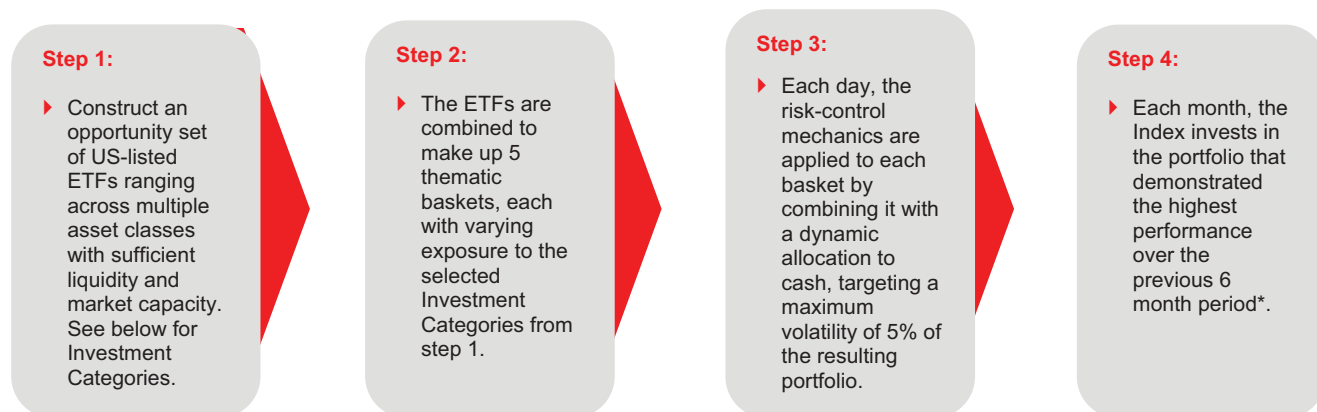 Step 1:
Construct an
opportunity set
of US-listed
ETFs ranging
across multiple
asset classes
with sufficient
liquidity and
market capacity.
See below for
Investment
Categories.
Step 2:
The ETFs are
combined to
make up 5
thematic
baskets, each
with varying
exposure to the
selected
Investment
Categories from
step 1.
Step 3:
Each day, the
risk-control
mechanics are
applied to each
basket by
combining it with
a dynamic
allocation to
cash, targeting a
maximum
volatility of 5% of
the resulting
portfolio.
Step 4:
Each month, the
Index invests in
the portfolio that
demonstrated
the highest
performance
over the
previous 6
month period*.